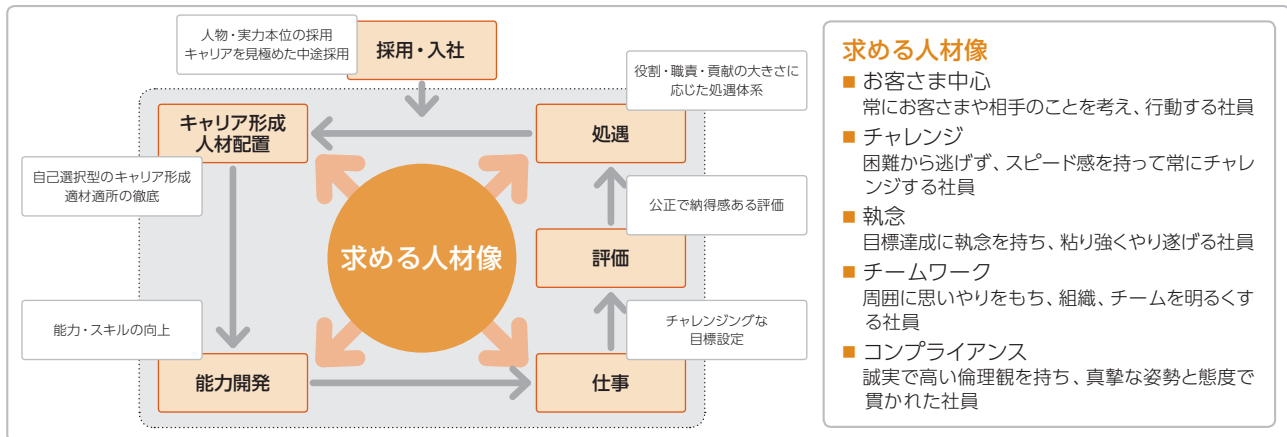 人物・実力本位の採用
キャリアを見極めた中途採用
採用・入社
役割・職責・貢献の大きさに
応じた処遇体系
キャリア形成
人材配置
処遇
自己選択型のキャリア形成
適材適所の徹底
公正で納得感ある評価
求める人材像
評価
能力・スキルの向上
チャレンジングな
目標設定
能力開発
仕事
求める人材像
■ お客さま中心
常にお客さまや相手のことを考え、行動する社員
■ チャレンジ
困難から逃げず、スピード感を持って常にチャレ
ンジする社員
■ 執念
目標達成に執念を持ち、粘り強くやり遂げる社員
■ チームワーク
周囲に思いやりをもち、組織、チームを明るくす
る社員
■ コンプライアンス
誠実で高い倫理観を持ち、真摯な姿勢と態度で
貫かれた社員